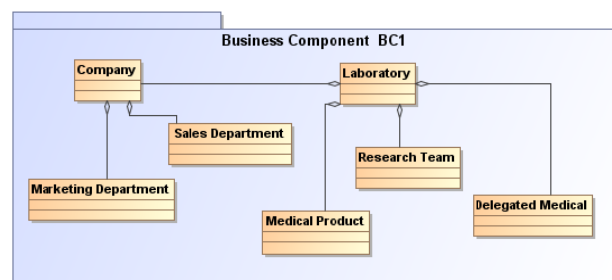 Business Component BC1
Company
Laboratory
Sales Department
Research Team
Marketing Department
Medical Product
Delegated Medical